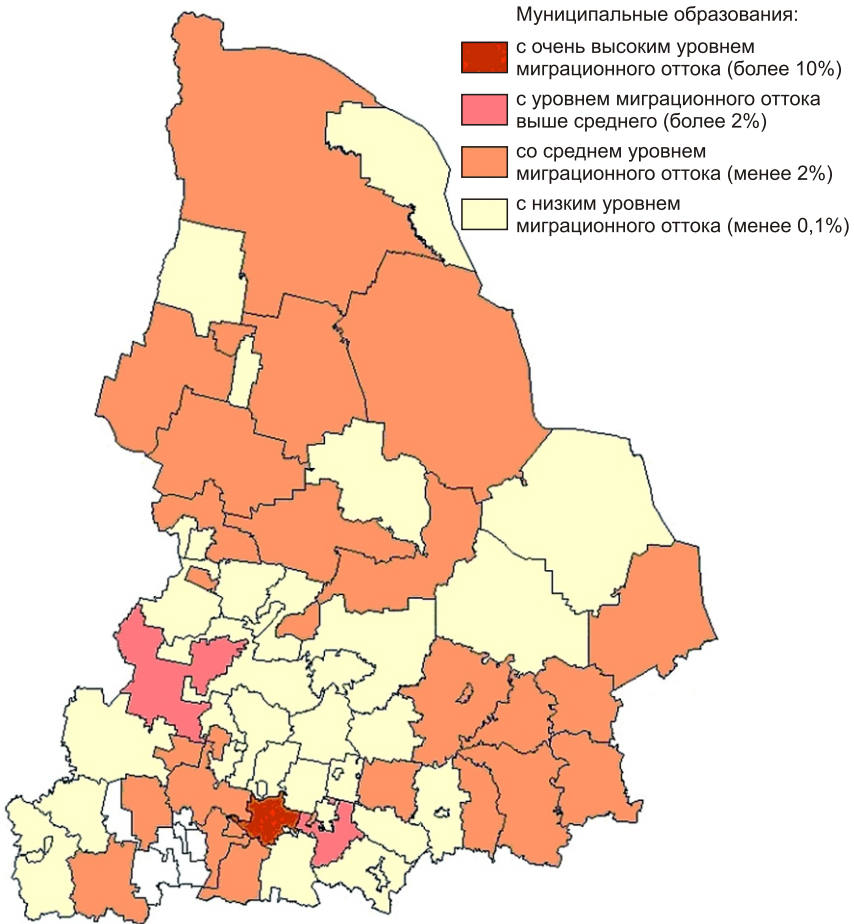 Муниципальные образования:
с очень высоким уровнем
миграционного оттока (более 10%)
с уровнем миграционного оттока
выше среднего (более 2%)
со среднем уровнем
миграционного оттока (менее 2%)
с низким уровнем
миграционного оттока (менее 0,1%)